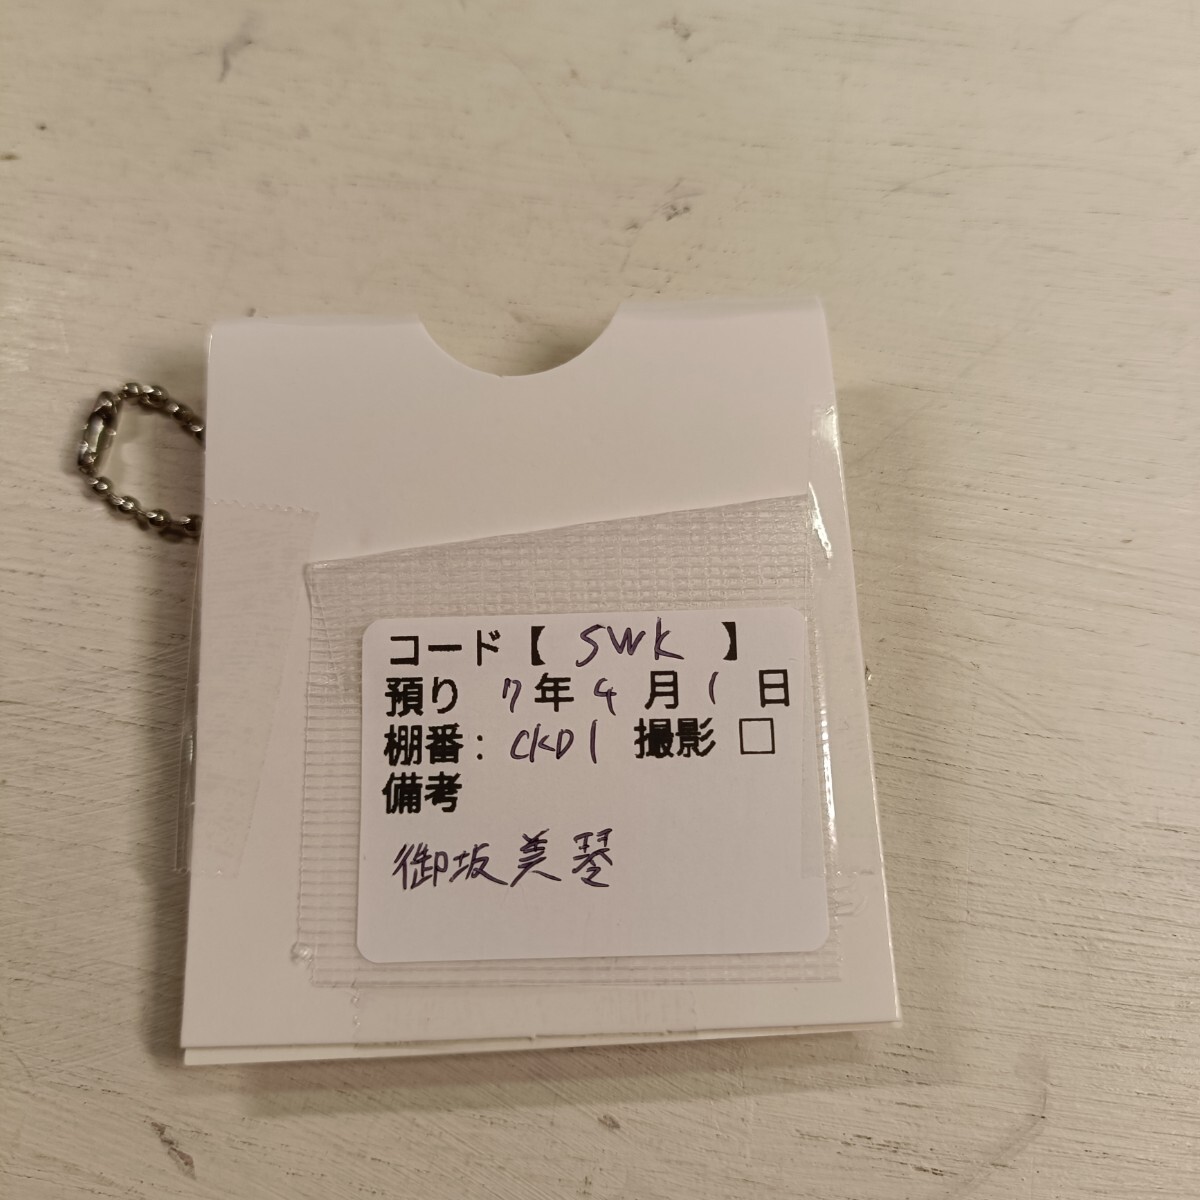 コード【 SWK 】
預り 7年4月1日
棚番: CKD1 撮影 □
備考
御坂美琴